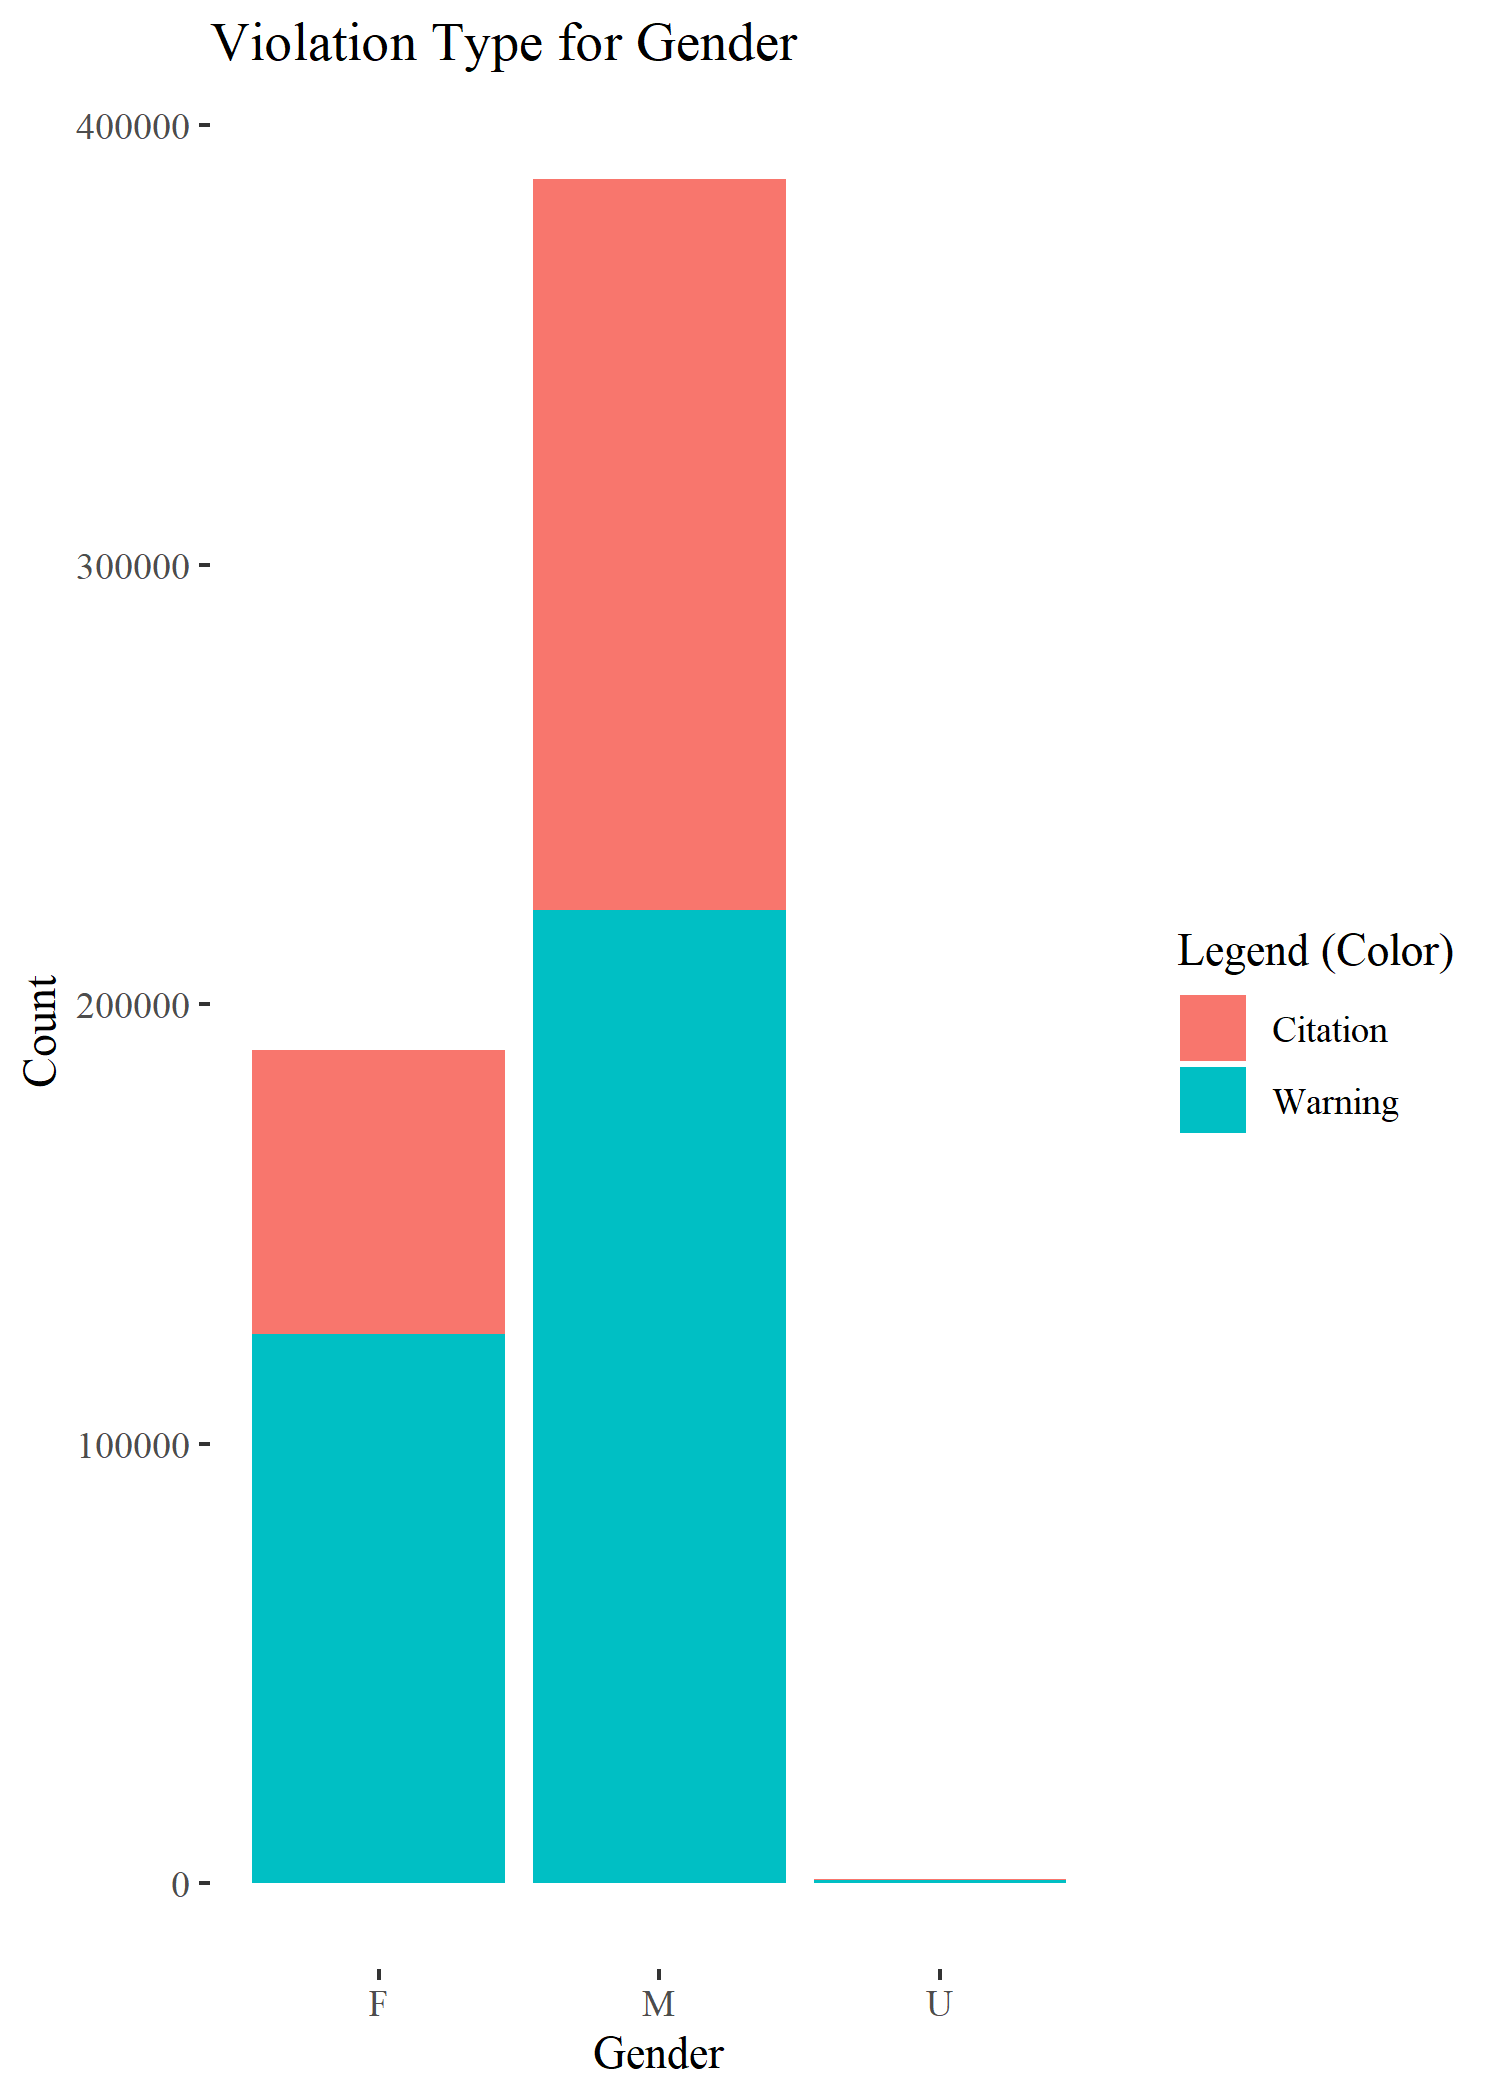 Violation Type for Gender
400000
300000
200000
100000
0
Count
F
M
U
Gender
Legend (Color)
Citation
Warning